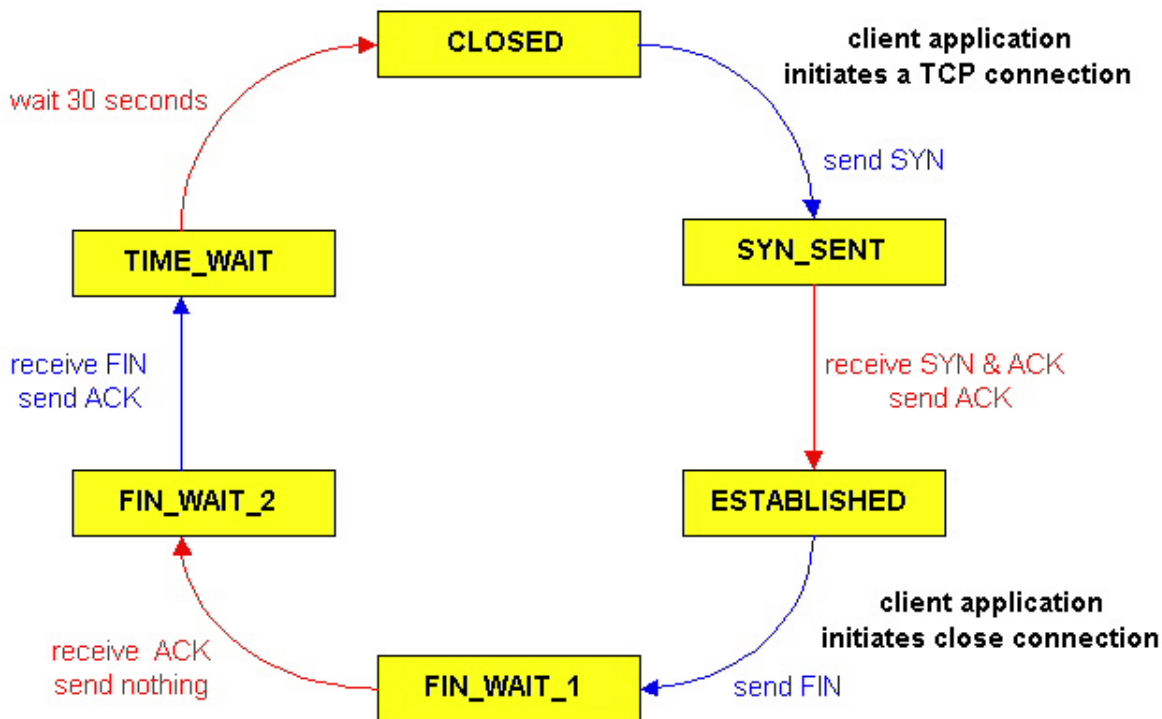 CLOSED
client application
initiates a TCP connection
wait 30 seconds
send SYN
TIME_WAIT
SYN_SENT
receive FIN
send ACK
receive SYN & ACK
send ACK
FIN_WAIT_2
ESTABLISHED
client application
initiates close connection
receive ACK
send nothing
FIN_WAIT_1
send FIN